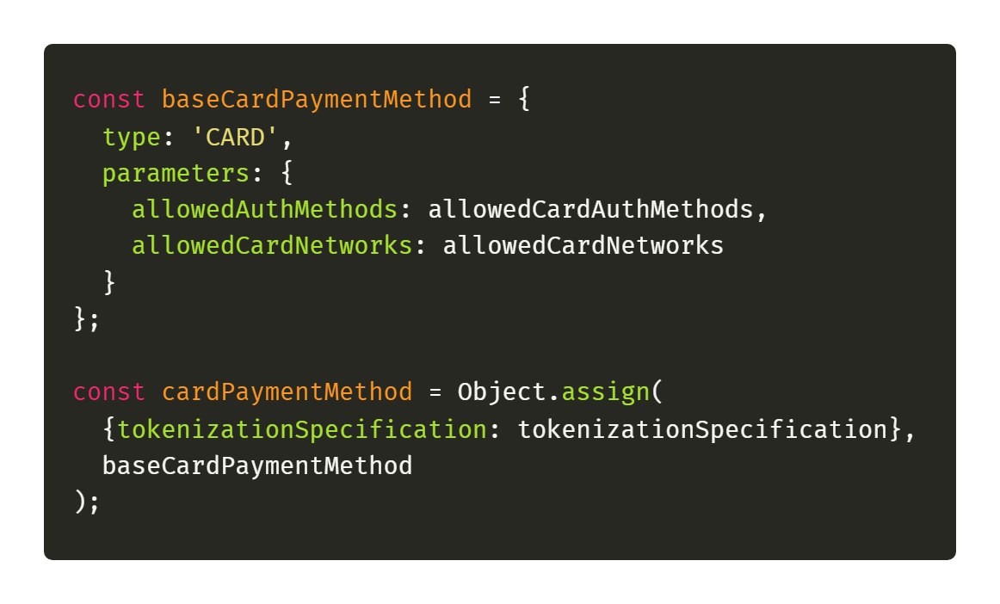 const baseCardPaymentMethod = {
  type: 'CARD',
  parameters: {
    allowedAuthMethods: allowedCardAuthMethods,
    allowedCardNetworks: allowedCardNetworks
  }
};

const cardPaymentMethod = Object.assign(
  {tokenizationSpecification: tokenizationSpecification},
  baseCardPaymentMethod
);